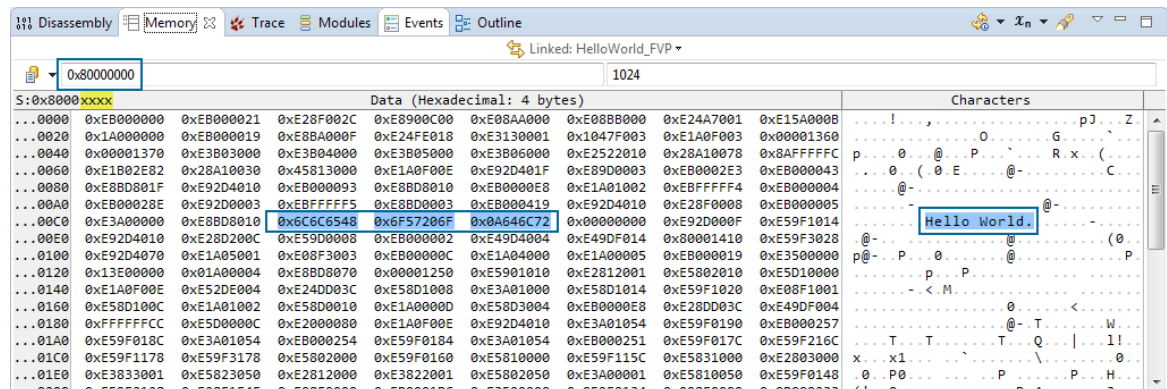 Disassembly Memory Trace Modules Events Outline
Linked: HelloWorld_FVP
0x80000000 1024
S:0x8000xxxx Data (Hexadecimal: 4 bytes) Characters
...0000 0xEB000000 0xEB000021 0xE28F002C 0xE8900C00 0xE08AA000 0xE08BB000 0xE24A7001 0xE15A000B ....!...,...................pJ...Z.
...0020 0x1A000000 0xEB000019 0xE8BA000F 0xE24FE018 0xE3130001 0x1047F003 0xE1A0F003 0x00001360
...0040 0x00001370 0xE3B03000 0xE3B04000 0xE3B05000 0xE3B06000 0xE2522010 0x28A10078 0x8AFFFFFC
...0060 0xE1B02E82 0x28A10030 0x45813000 0xE1A0F00E 0xE92D401F 0xE89D0003 0xEB0002E3 0xEB000043
...0080 0xE8BD801F 0xE92D4010 0xEB000093 0xE8BD8010 0xEB0000E8 0xE1A01002 0xEBFFFFF4 0xEB000004
...00A0 0xEB00028E 0xE92D0003 0xEBFFFFF5 0xE8BD0003 0xEB000419 0xE92D4010 0xE28F0008 0xEB000005
...00C0 0xE3A00000 0xE8BD8010 0x6C6C6548 0x6F57206F 0x0A646C72 0x00000000 0xE92D000F 0xE59F1014 Hello World.
...00E0 0xE92D4010 0xE28D200C 0xE59D0008 0xEB000002 0xE49D4004 0xE49DF014 0x80001410 0xE59F3028
...0100 0xE92D4070 0xE1A05001 0xE08F3003 0xEB00000C 0xE1A04000 0xE1A00005 0xEB000019 0xE3500000
...0120 0x13E00000 0x01A00004 0xE8BD8070 0x00001250 0xE5901010 0xE2812001 0xE5802010 0xE5D10000
...0140 0xE1A0F00E 0xE52DE004 0xE24DD03C 0xE58D1008 0xE3A01000 0xE58D1014 0xE59F1020 0xE08F1001
...0160 0xE58D100C 0xE1A01002 0xE58D0010 0xE1A0000D 0xE58D3004 0xEB0000E8 0xE28DD03C 0xE49DF004
...0180 0xFFFFFFCC 0xE5D0000C 0xE2000080 0xE1A0F00E 0xE92D4010 0xE3A01054 0xE59F0190 0xEB000257
...01A0 0xE59F018C 0xE3A01054 0xEB000254 0xE59F0184 0xE3A01054 0xEB000251 0xE59F017C 0xE59F216C
...01C0 0xE59F1178 0xE59F3178 0xE5802000 0xE59F0160 0xE5810000 0xE59F115C 0xE5831000 0xE2803000
...01E0 0xE3833001 0xE5823050 0xE2812000 0xE3822001 0xE5802050 0xE3A00001 0xE5810050 0xE59F0148